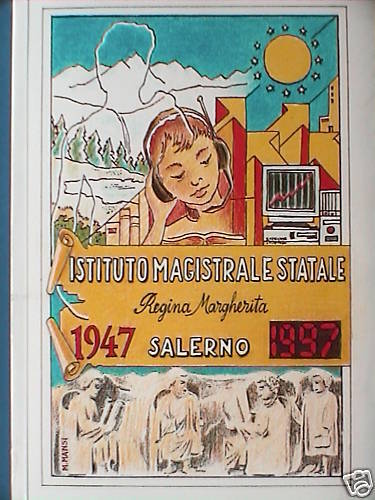 ISTITUTO MAGISTRALE STATALE
Regina Margherita
1947 SALERNO 1997
M. MANSI